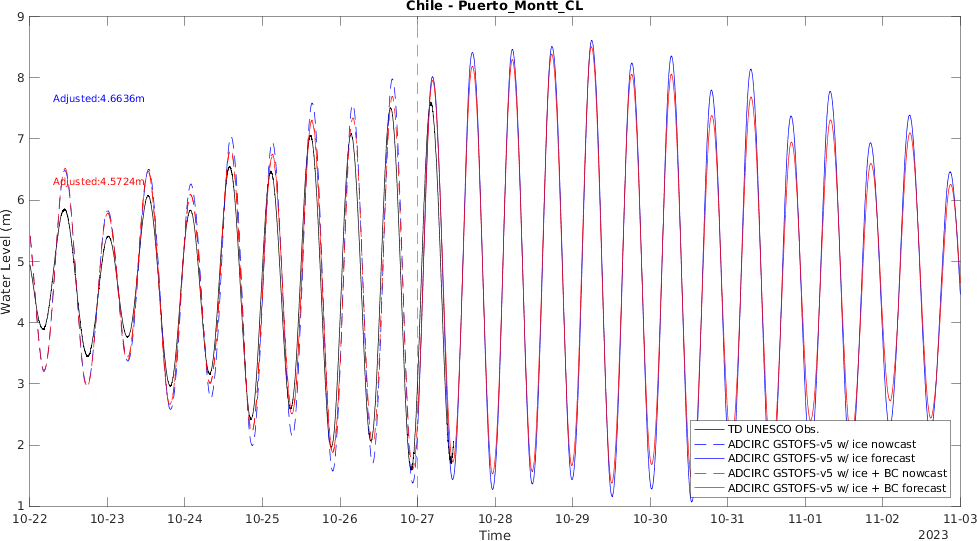 Chile - Puerto_Montt_CL
9
8
7
6
5
4
3
2
1
Water Level (m)
Adjusted:4.6636m
Adjusted:4.5724m
TD UNESCO Obs.
ADCIRC GSTOFS-v5 w/ ice nowcast
ADCIRC GSTOFS-v5 w/ ice forecast
ADCIRC GSTOFS-v5 w/ ice + BC nowcast
ADCIRC GSTOFS-v5 w/ ice + BC forecast
10-22 10-23 10-24 10-25 10-26 10-27 10-28 10-29 10-30 10-31 11-01 11-02 11-03
Time
2023